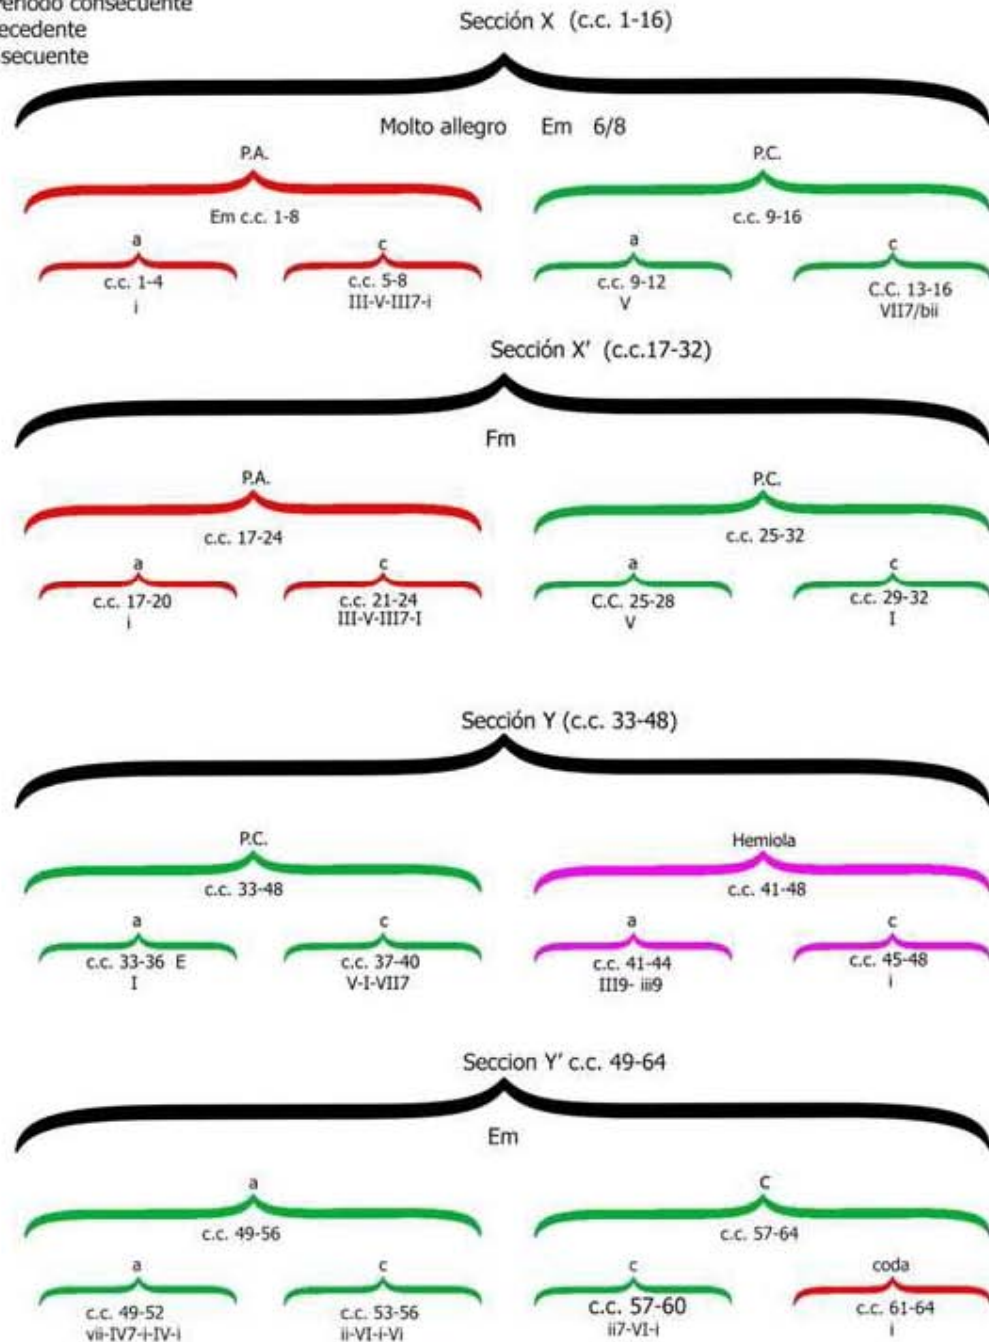 Período consecuente
Sección X (c.c. 1-16)
Molto allegro Em 6/8
P.A. P.C.
Em c.c. 1-8 c.c. 9-16
a c a c
c.c. 1-4 c.c. 5-8 c.c. 9-12 C.C. 13-16
i III-V-III7-i V VII7/bii
Sección X' (c.c.17-32)
Fm
P.A. P.C.
c.c. 17-24 c.c. 25-32
a c a c
c.c. 17-20 c.c. 21-24 C.C. 25-28 c.c. 29-32
i III-V-III7-I V I
Sección Y (c.c. 33-48)
P.C. Hemiola
c.c. 33-48 c.c. 41-48
a c a c
c.c. 33-36 E c.c. 37-40 c.c. 41-44 c.c. 45-48
I V-I-VII7 III9- iii9 i
Seccion Y' c.c. 49-64
Em
a C
c.c. 49-56 c.c. 57-64
a c c coda
c.c. 49-52 c.c. 53-56 c.c. 57-60 c.c. 61-64
vii-IV7-i-IV-i ii-VI-i-Vi ii7-VI-i i